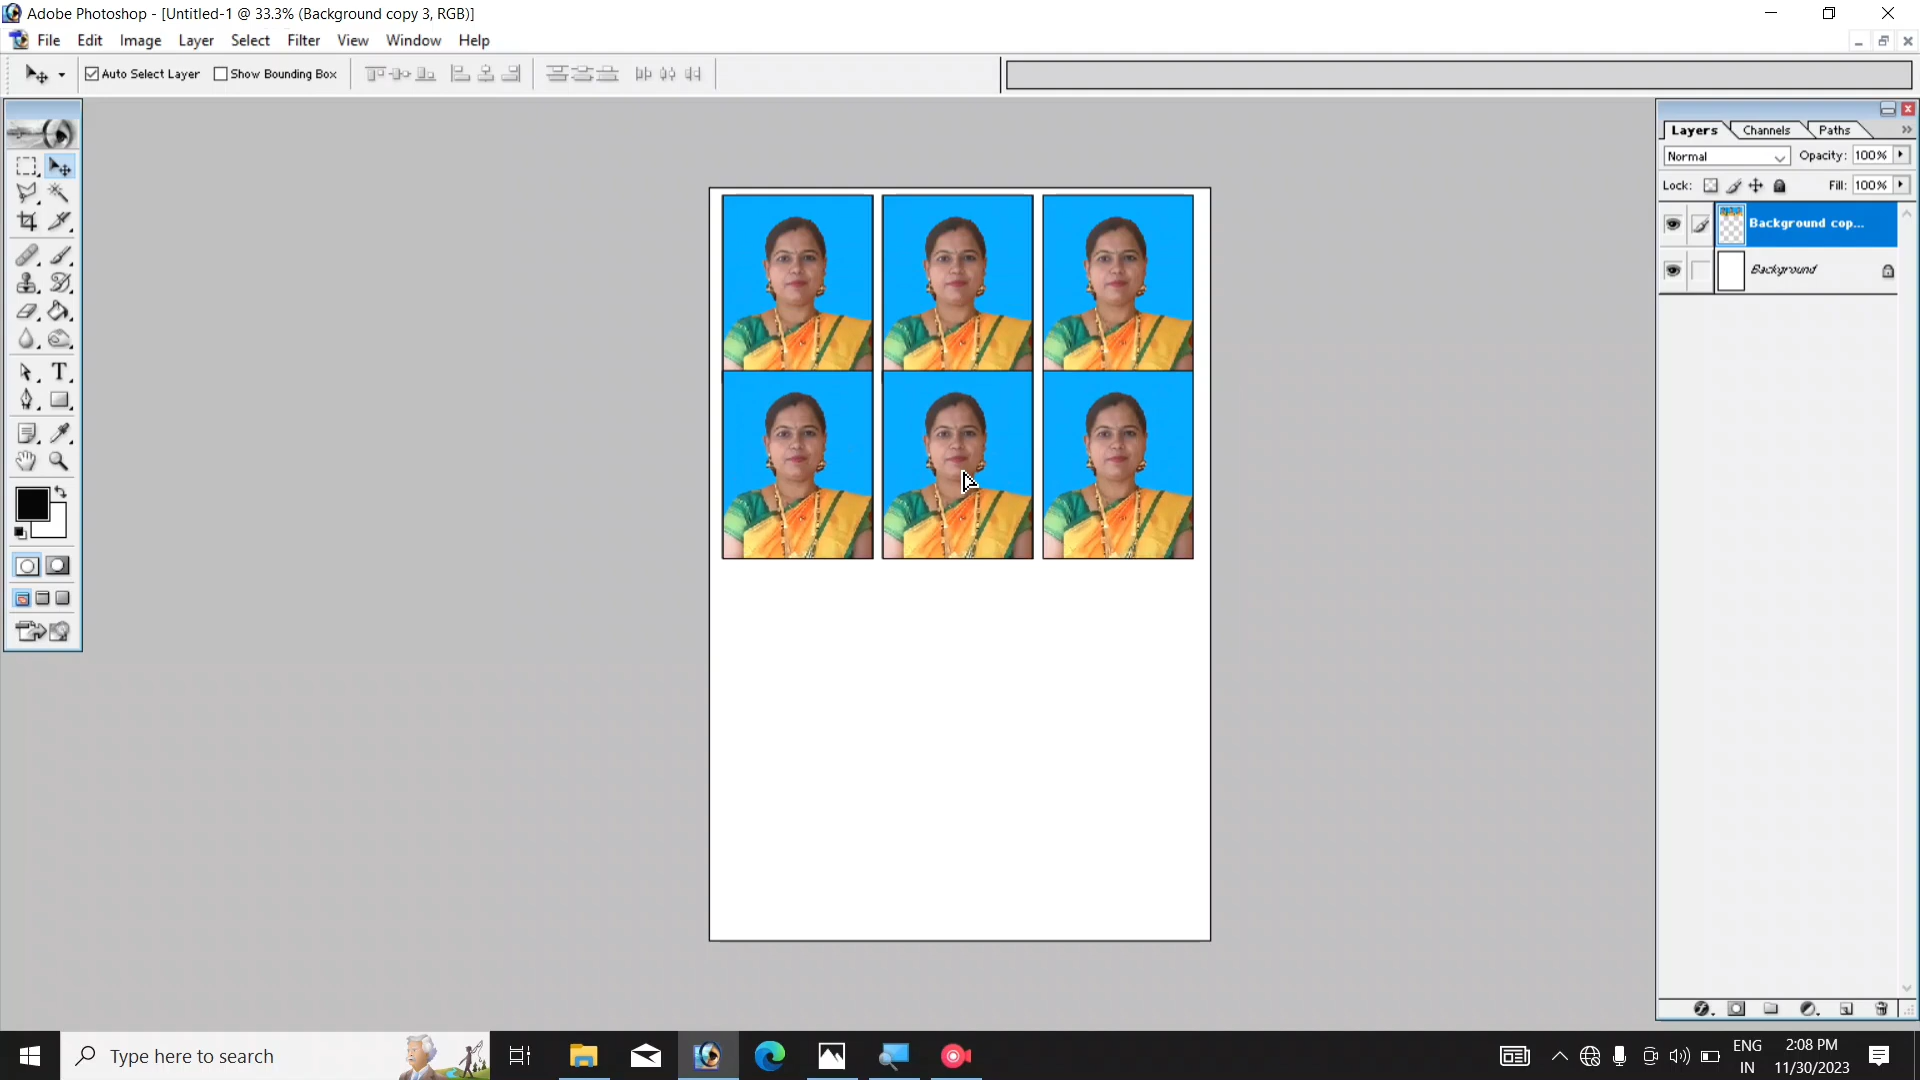 Adobe Photoshop - [Untitled-1 @ 33.3% (Background copy 3, RGB)]
File Edit Image Layer Select Filter View Window Help
Auto Select Layer Show Bounding Box
Layers Channels Paths
Normal Opacity: 100%
Lock: Fill: 100%
Background cop...
Background
T
Type here to search
ENG
IN
2:08 PM
11/30/2023